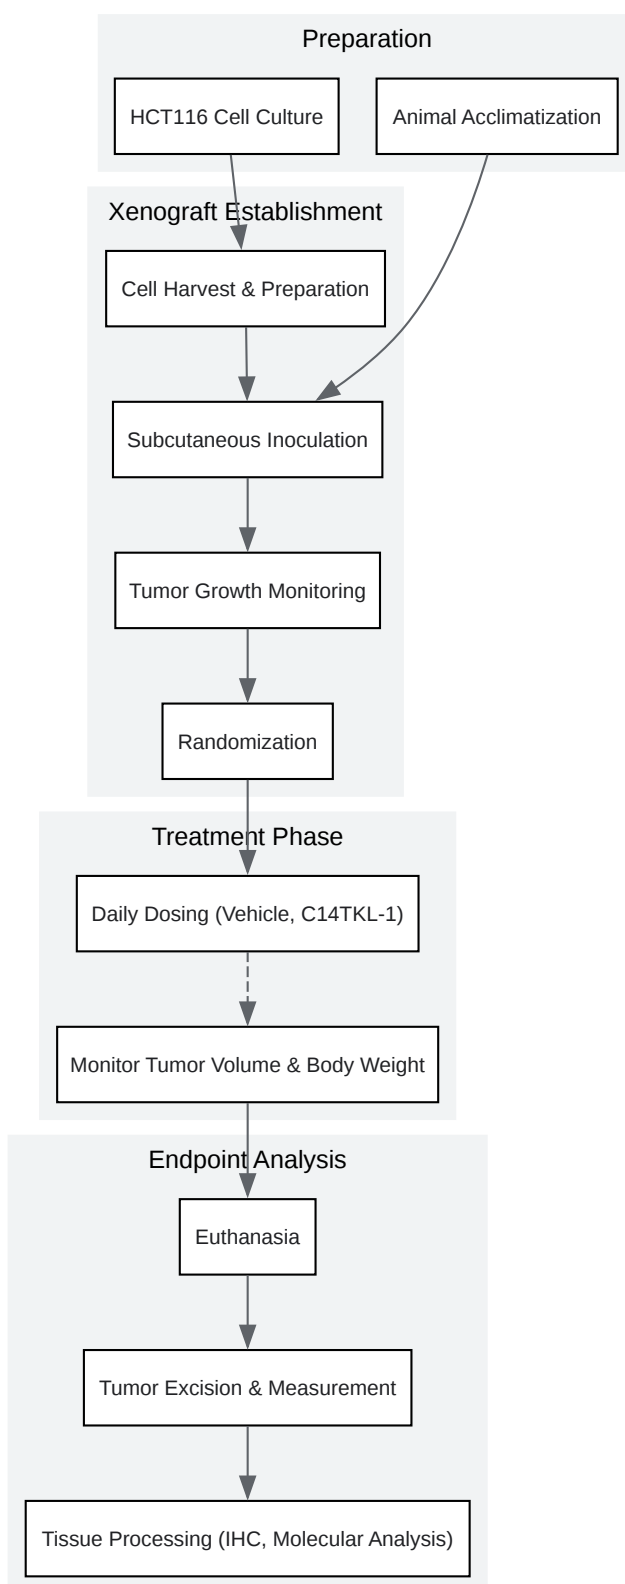 Preparation
HCT116 Cell Culture
Animal Acclimatization
Xenograft Establishment
Cell Harvest & Preparation
Subcutaneous Inoculation
Tumor Growth Monitoring
Randomization
Treatment Phase
Daily Dosing (Vehicle, C14TKL-1)
Monitor Tumor Volume & Body Weight
Endpoint Analysis
Euthanasia
Tumor Excision & Measurement
Tissue Processing (IHC, Molecular Analysis)